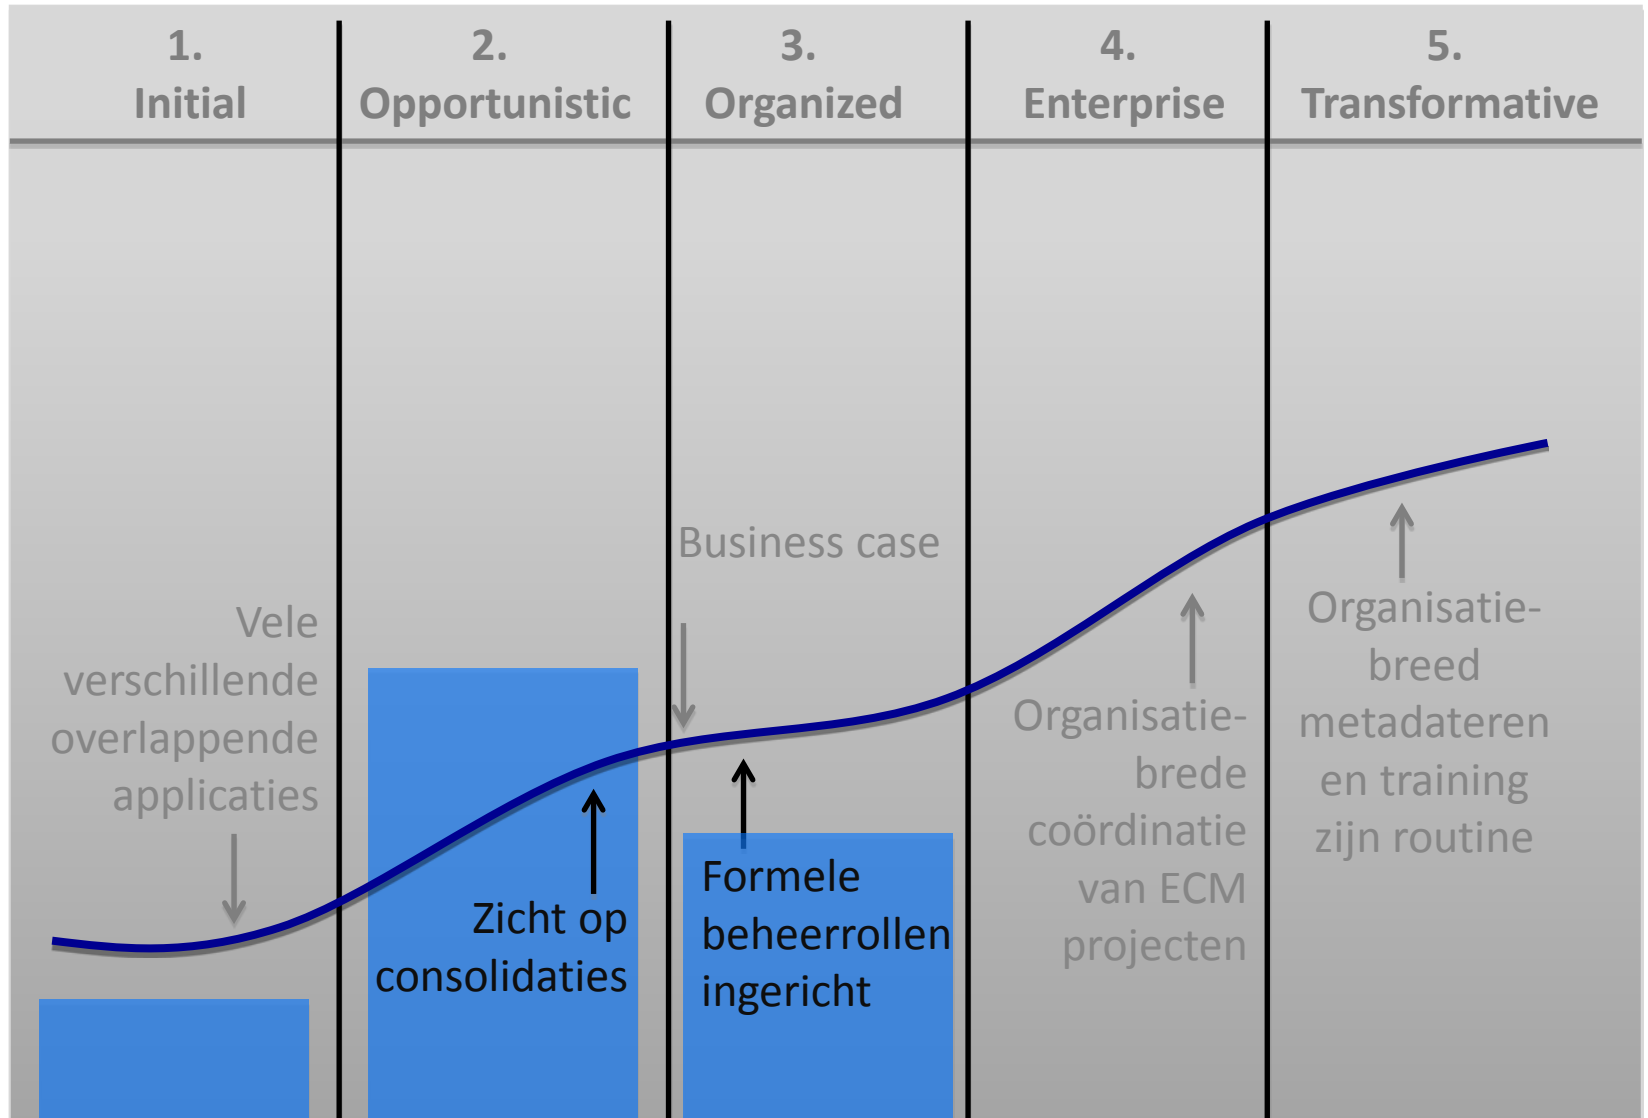 1.
Initial
2.
Opportunistic
3.
Organized
4.
Enterprise
5.
Transformative
Vele
verschillende
overlappende
applicaties
Zicht op
consolidaties
Business case
Formele
beheerrollen
ingericht
Organisatie-
brede
coördinatie
van ECM
projecten
Organisatie-
breed
metadateren
en training
zijn routine